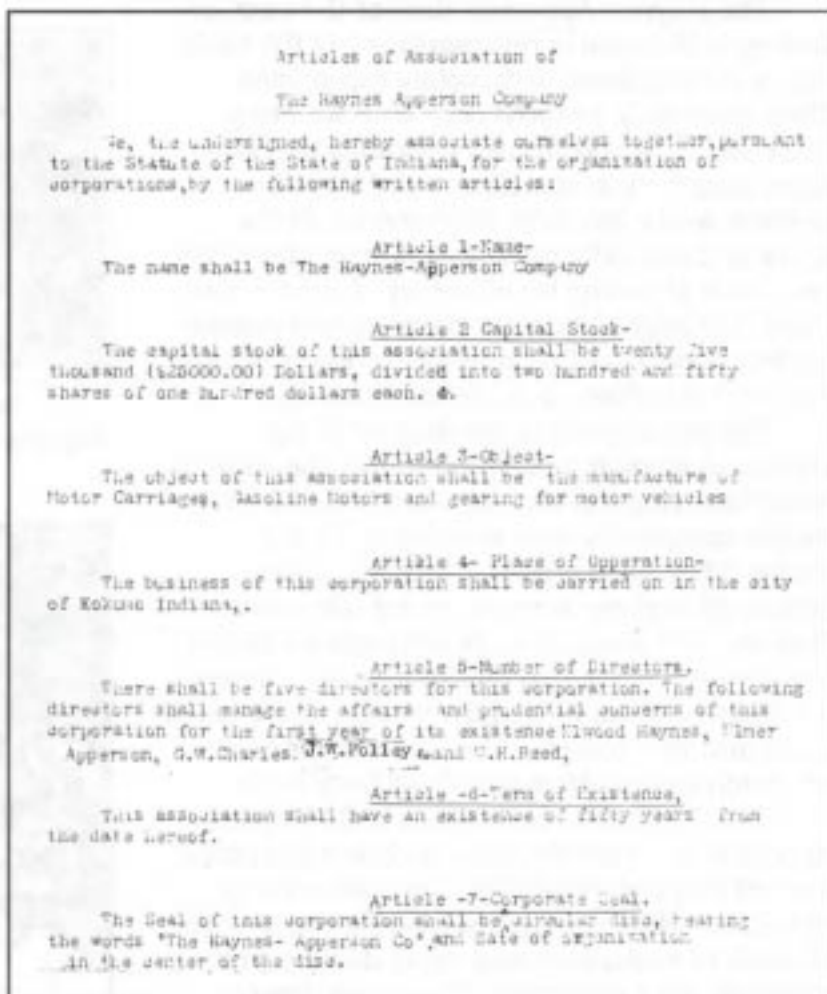 Articles of Association of
The Haynes Apperson Company
We, the undersigned, hereby associate ourselves together,pursuant
to the Statute of the State of Indiana,for the organization of
corporations,by the following written articles:
Article 1-Name-
The name shall be The Haynes-Apperson Company
Article 2 Capital Stock-
The capital stock of this association shall be twenty five
thousand ($25000.00) Dollars, divided into two hundred and fifty
shares of one hundred dollars each.
Article 3-Object-
The object of this association shall be the manufacture of
Motor Carriages, Gasoline Motors and gearing for motor vehicles
Article 4- Place of Opperation-
The business of this corporation shall be carried on in the city
of Kokomo Indiana,.
Article 5-Number of Directors.
There shall be five directors for this corporation. The following
directors shall manage the affairs and prudential concerns of this
corporation for the first year of its existence Elwood Haynes, Elmer
Apperson, G.W.Charles, J.W.Polley, and Reed,
Article -6-Term of Existence,
This association shall have an existence of fifty years from
the date hereof.
Article -7-Corporate Seal.
The Seal of this corporation shall be circular disc, bearing
the words "The Haynes- Apperson Co", and date of organization
in the center of the disc.